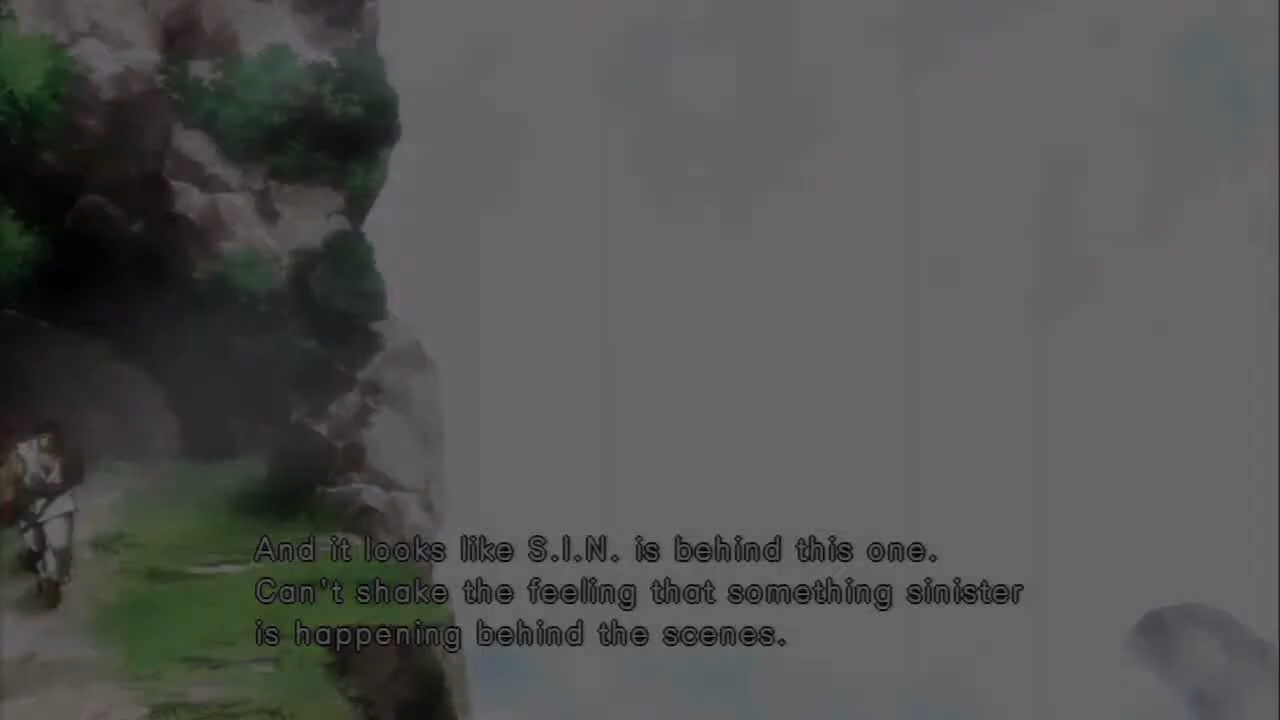 And it looks like S.I.N. is behind this one.
Can't shake the feeling that something sinister
is happening behind the scenes.